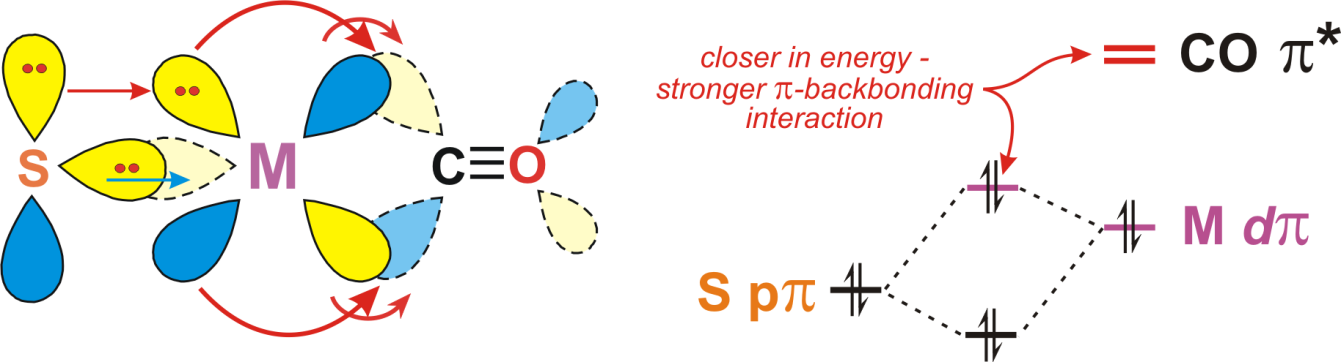 S
M
C≡O
closer in energy -
stronger π-backbonding
interaction
CO π*
M dπ
S pπ